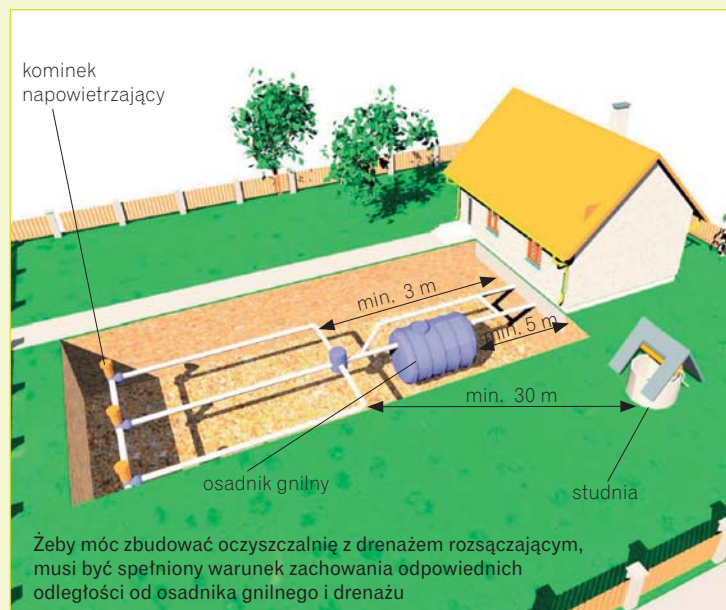 kominek
napowietrzający
min. 3 m
min. 5 m
min. 30 m
osadnik gnilny
studnia
Żeby móc zbudować oczyszczalnię z drenażem rozsączającym,
musi być spełniony warunek zachowania odpowiednich
odległości od osadnika gnilnego i drenażu